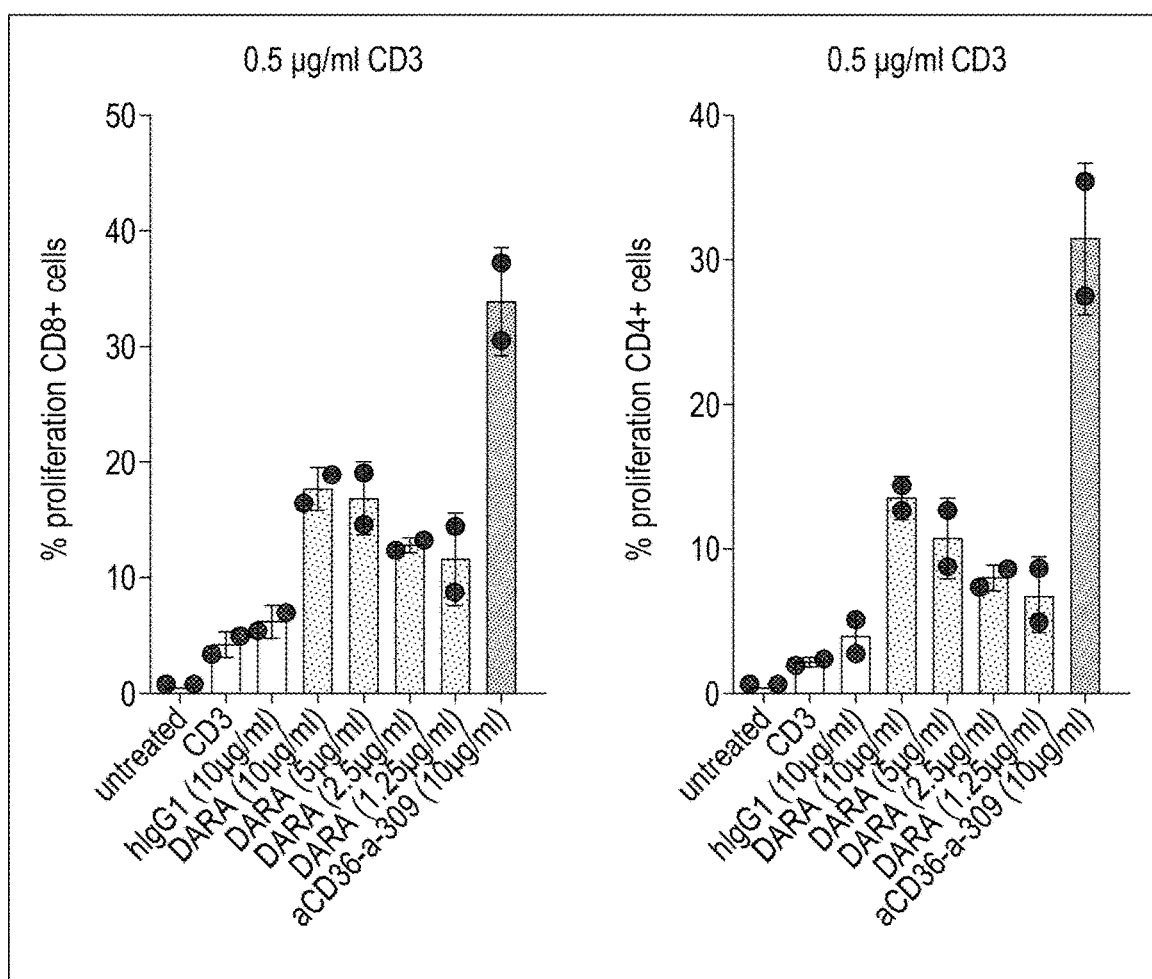 0.5 µg/ml CD3
% proliferation CD8+ cells
50
40
30
20
10
0
untreated
CD3
hIgG1 (10µg/ml)
DARA (10µg/ml)
DARA (5µg/ml)
DARA (2.5µg/ml)
DARA (1.25µg/ml)
aCD36-a-309 (10µg/ml)
0.5 µg/ml CD3
% proliferation CD4+ cells
40
30
20
10
0
untreated
CD3
hIgG1 (10µg/ml)
DARA (10µg/ml)
DARA (5µg/ml)
DARA (2.5µg/ml)
DARA (1.25µg/ml)
aCD36-a-309 (10µg/ml)